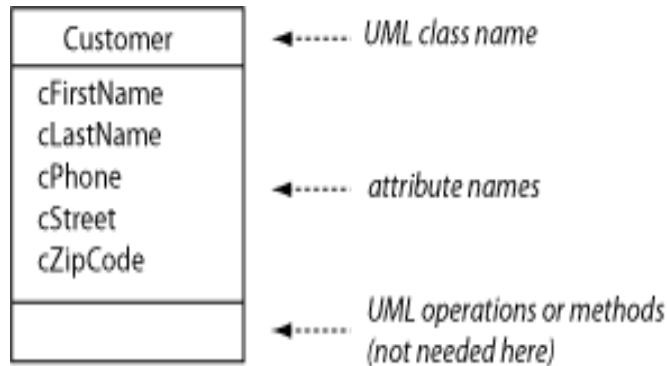 Customer
UML class name
cFirstName
cLastName
cPhone
attribute names
cStreet
cZipCode
UML operations or methods
(not needed here)